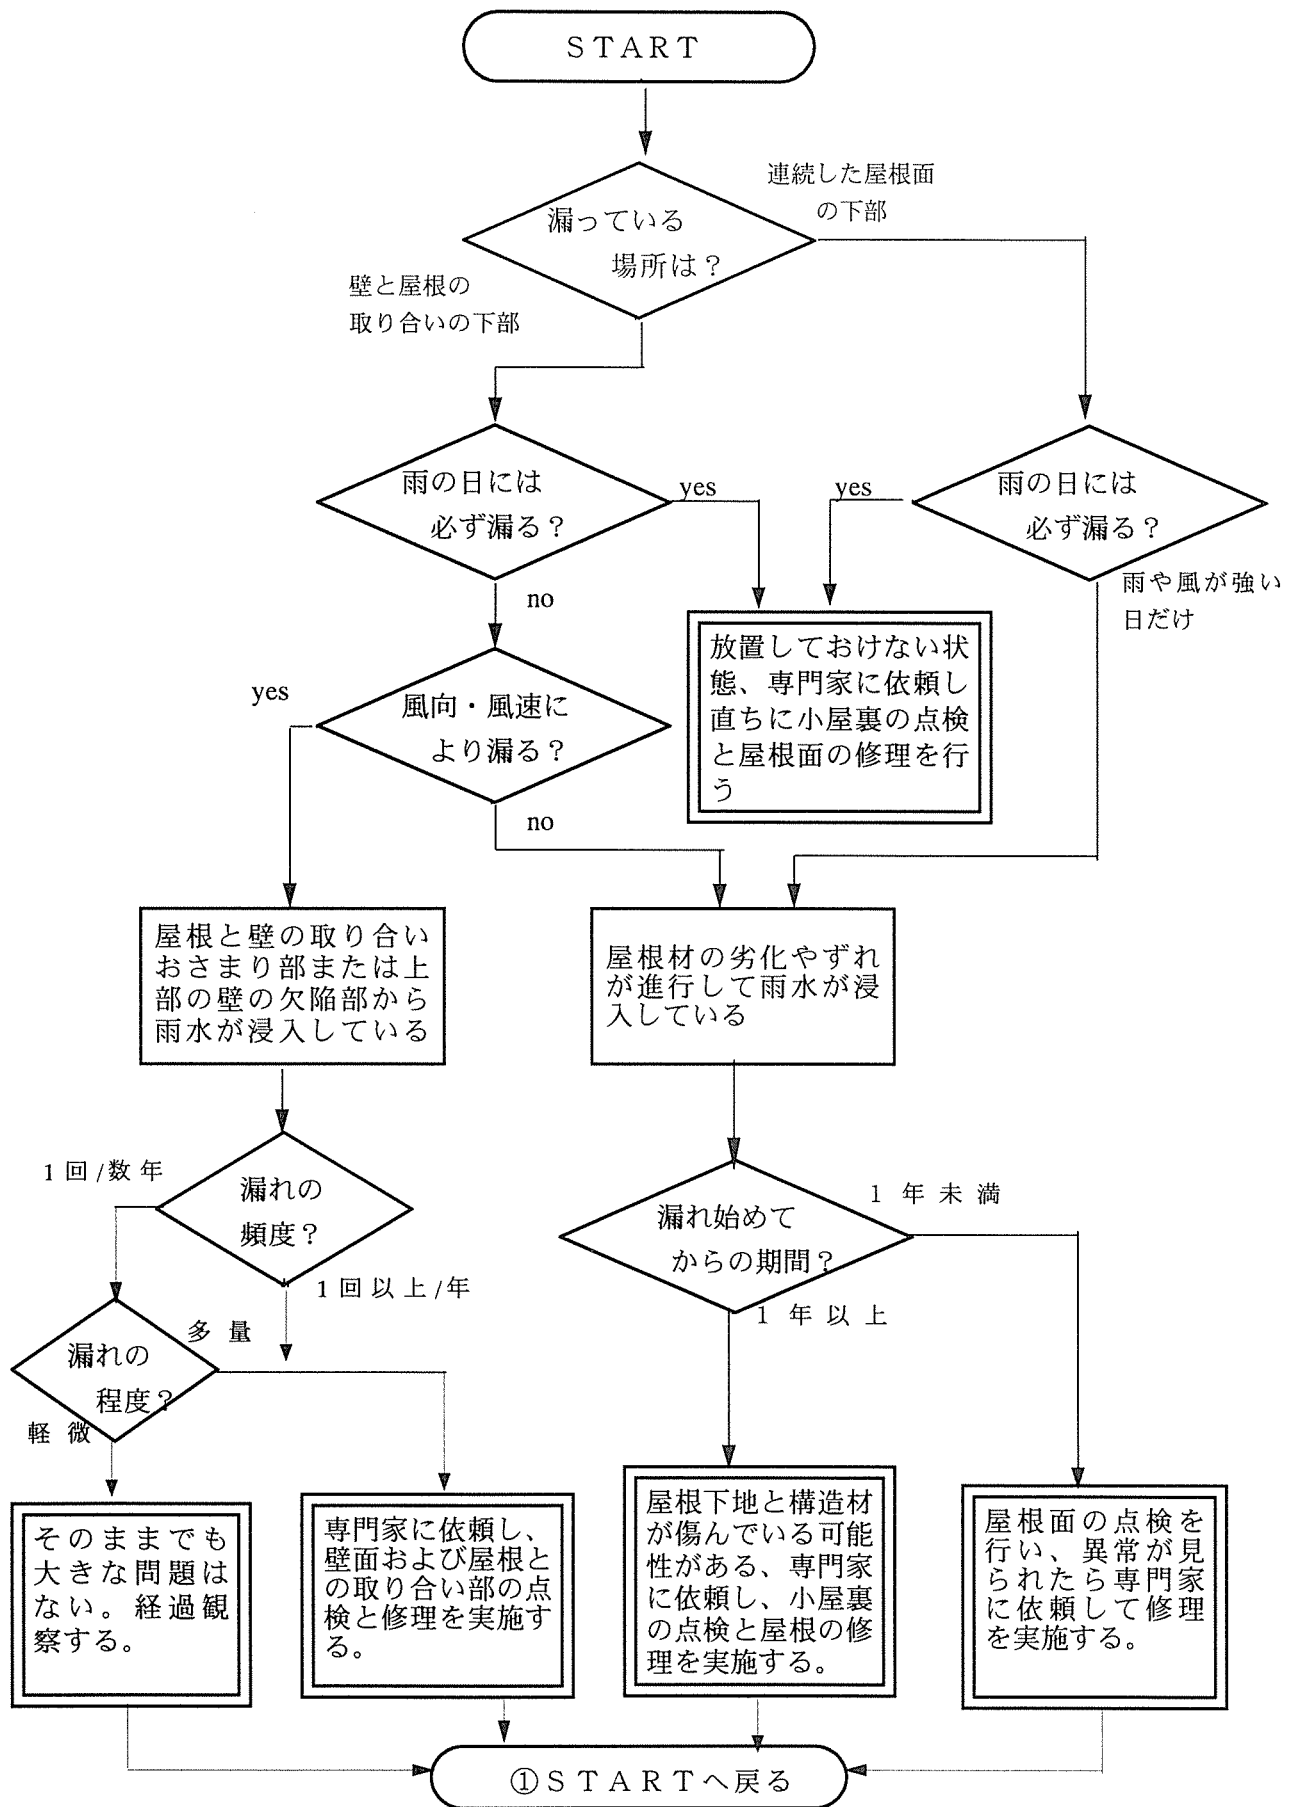 START
連続した屋根面
の下部
漏っている
場所は？
壁と屋根の
取り合いの下部
雨の日には
必ず漏る？
yes
yes
雨の日には
必ず漏る？
no
雨や風が強い
日だけ
放置しておけない状
態、専門家に依頼し
直ちに小屋裏の点検
と屋根面の修理を行
う
yes
風向・風速に
より漏る？
no
屋根と壁の取り合い
おさまり部または上
部の壁の欠陥部から
雨水が浸入している
屋根材の劣化やずれ
が進行して雨水が浸
入している
1回/数年
漏れの
頻度？
1回以上/年
漏れ始めて
からの期間？
1年未満
1年以上
多量
漏れの
程度？
軽微
そのままでも
大きな問題は
ない。経過観
察する。
専門家に依頼し、
壁面および屋根と
の取り合い部の点
検と修理を実施す
る。
屋根下地と構造材
が傷んでいる可能
性がある、専門家
に依頼し、小屋裏
の点検と屋根の修
理を実施する。
屋根面の点検を
行い、異常が見
られたら専門家
に依頼して修理
を実施する。
①STARTへ戻る